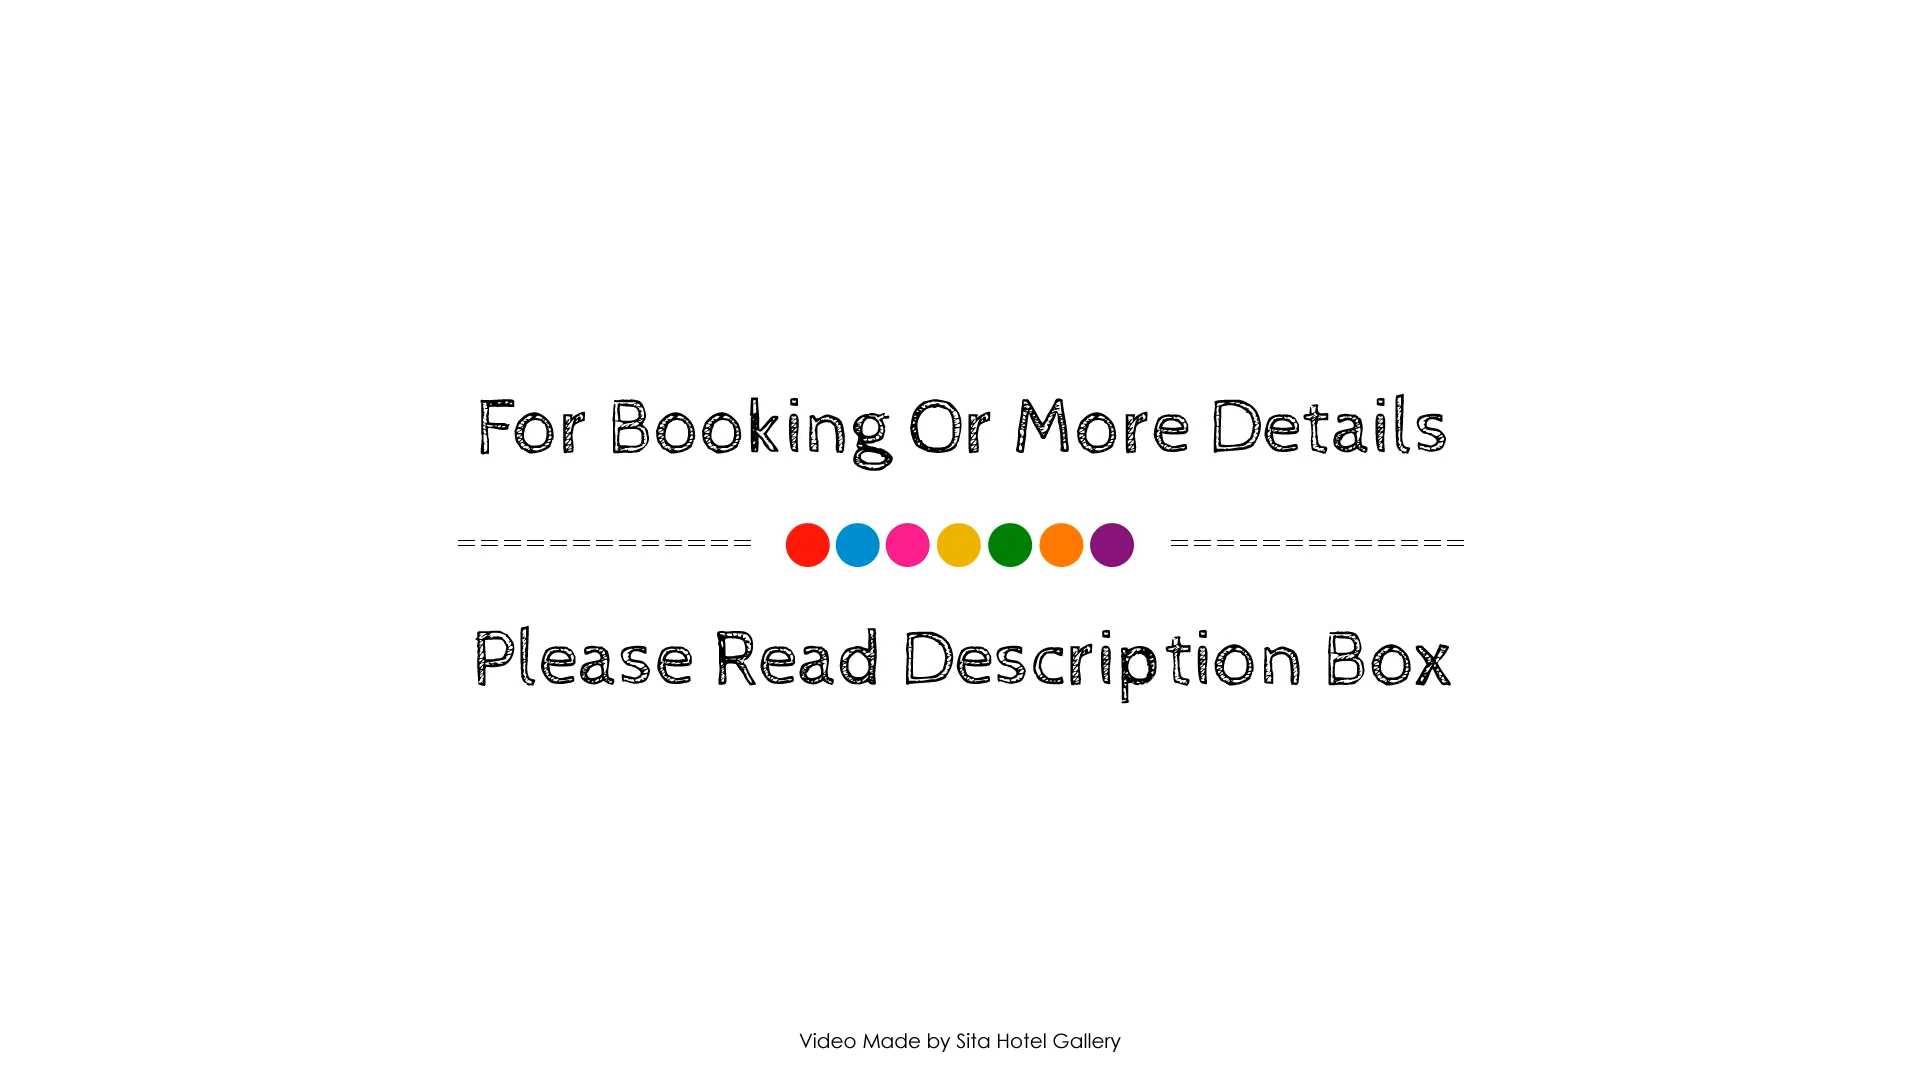 For Booking Or More Details
============= =============
Please Read Description Box
Video Made by Sita Hotel Gallery